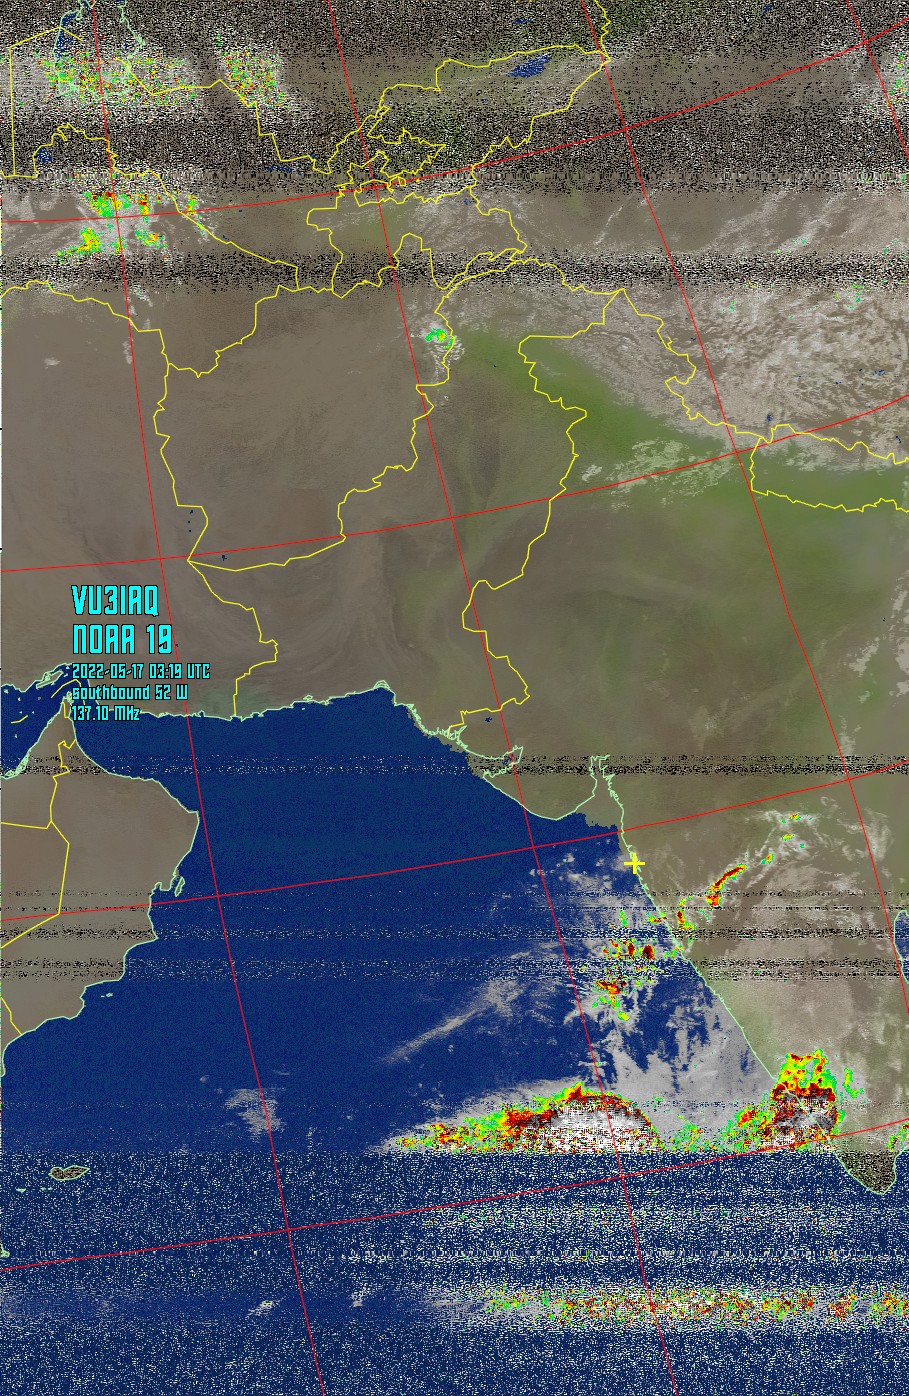 VU3IAQ
NOAA 19
2022-05-17 03:19 UTC
southbound 52 W
137.10 MHz